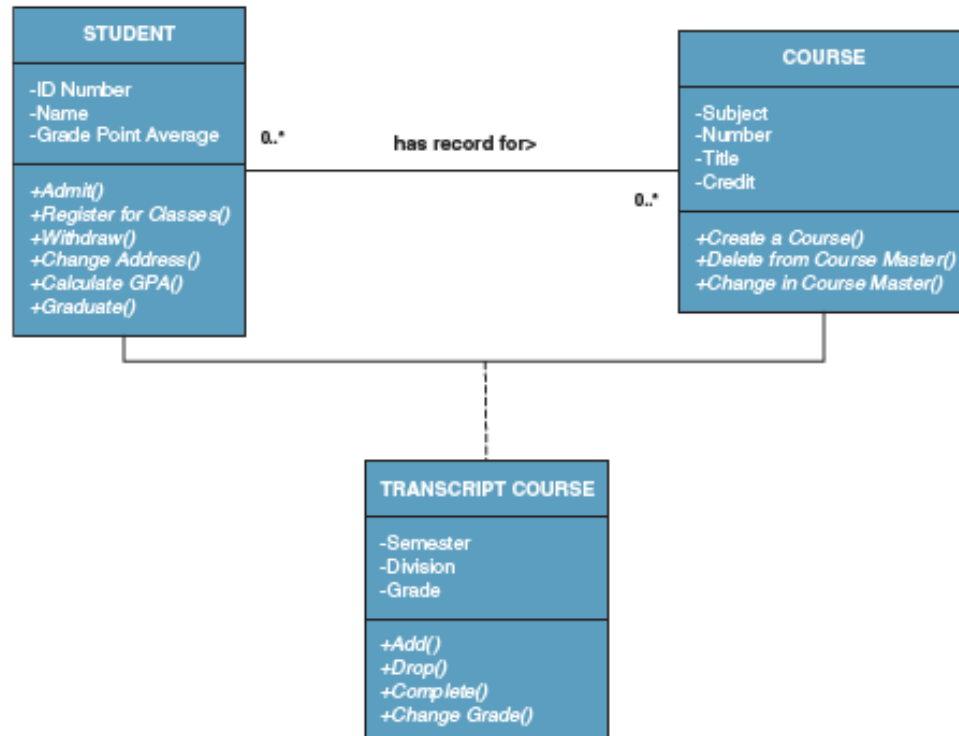 STUDENT
-ID Number
-Name
-Grade Point Average
+Admit()
+Register for Classes()
+Withdraw()
+Change Address()
+Calculate GPA()
+Graduate()
0..*
has record for>
0..*
COURSE
-Subject
-Number
-Title
-Credit
+Create a Course()
+Delete from Course Master()
+Change in Course Master()
TRANSCRIPT COURSE
-Semester
-Division
-Grade
+Add()
+Drop()
+Complete()
+Change Grade()